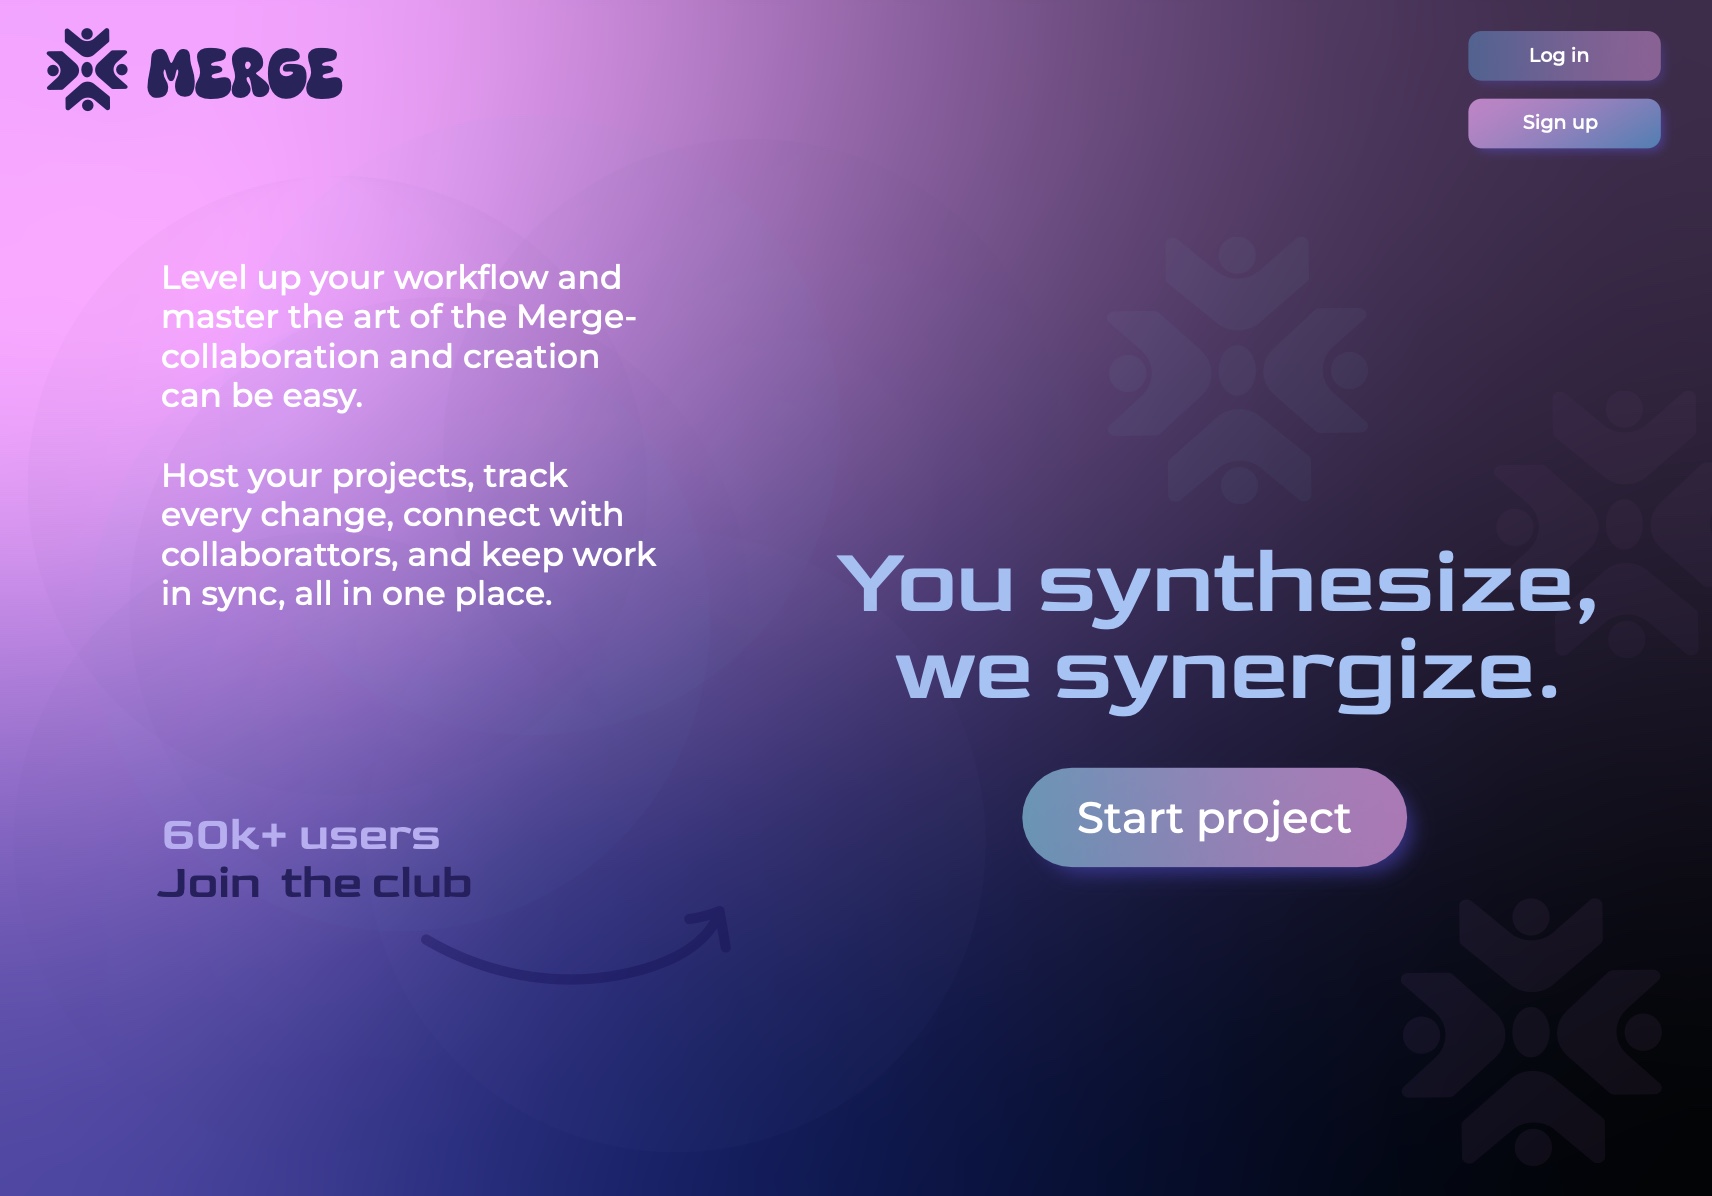 MERGE
Log in
Sign up
Level up your workflow and
master the art of the Merge-
collaboration and creation
can be easy.
Host your projects, track
every change, connect with
collaborattors, and keep work
in sync, all in one place.
You synthesize,
we synergize.
Start project
60k+ users
Join the club